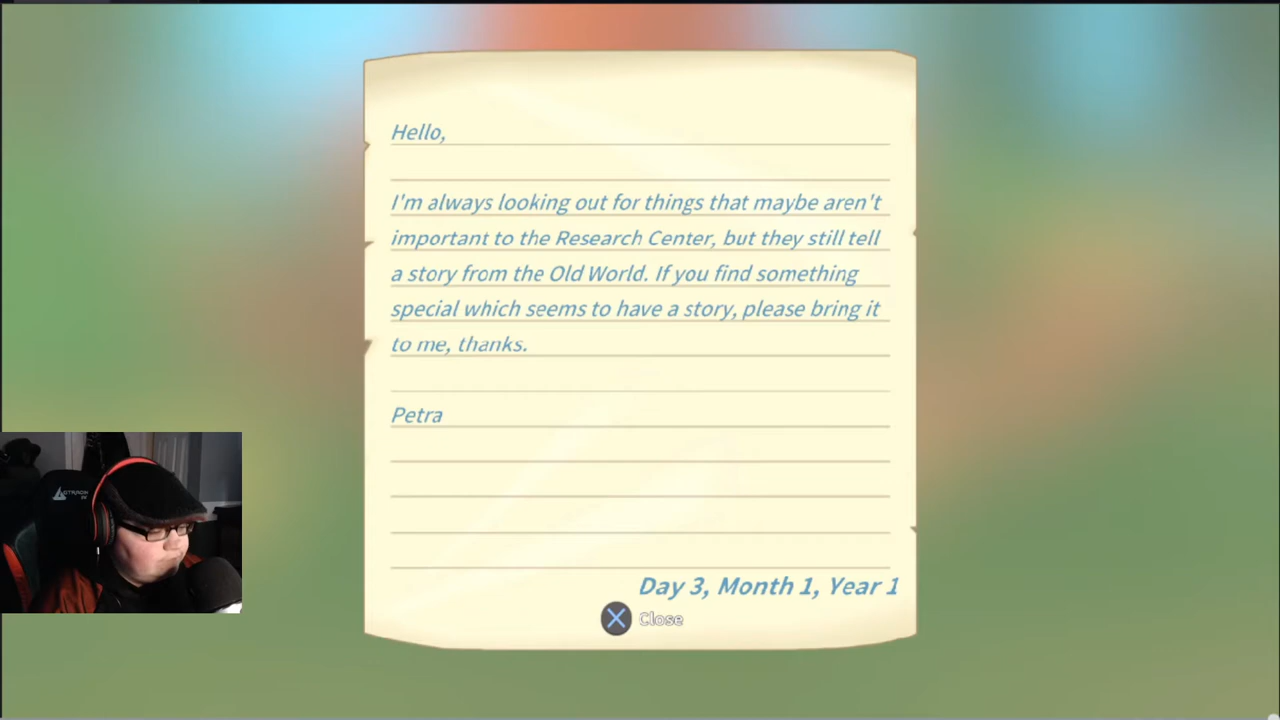 Hello,
I'm always looking out for things that maybe aren't
important to the Research Center, but they still tell
a story from the Old World. If you find something
special which seems to have a story, please bring it
to me, thanks.
Petra
Day 3, Month 1, Year 1
Close